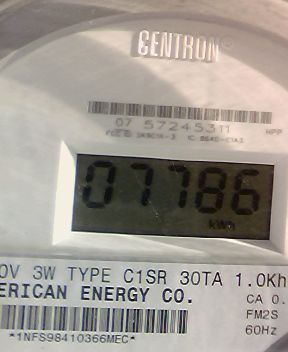 CENTRON®
07 57245311 HPP
07786
kWh
0V 3W TYPE C1SR 30TA 1.0Kh
ERICAN ENERGY CO. CA 0.
FM2S
*1NFS98410366MEC* 60Hz